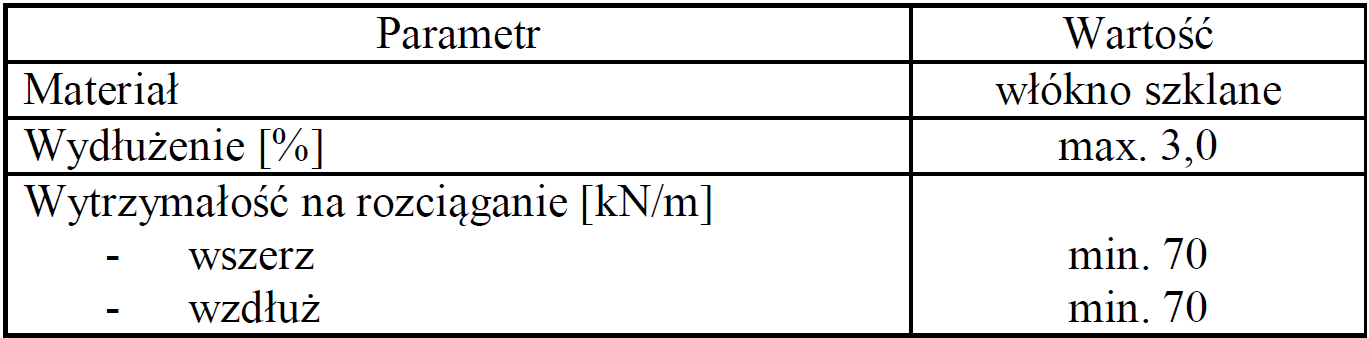 Parametr Wartość
Materiał włókno szklane
Wydłużenie [%] max. 3,0
Wytrzymałość na rozciąganie [kN/m]
- wszerz min. 70
- wzdłuż min. 70